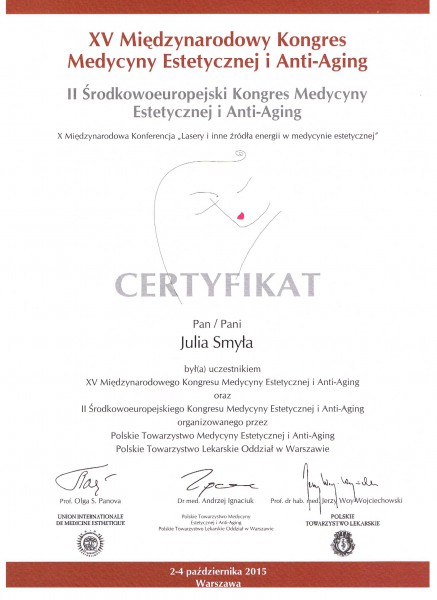 XV Międzynarodowy Kongres
Medycyny Estetycznej i Anti-Aging
II Środkowoeuropejski Kongres Medycyny
Estetycznej i Anti-Aging
X Międzynarodowa Konferencja „Lasery i inne źródła energii w medycynie estetycznej"
CERTYFIKAT
Pan / Pani
Julia Smyła
był(a) uczestnikiem
XV Międzynarodowego Kongresu Medycyny Estetycznej i Anti-Aging
oraz
II Środkowoeuropejskiego Kongresu Medycyny Estetycznej i Anti-Aging
organizowanego przez
Polskie Towarzystwo Medycyny Estetycznej i Anti-Aging
Polskie Towarzystwo Lekarskie Oddział w Warszawie
Prof. Olga S. Panova
UNION INTERNATIONALE
DE MEDECINE ESTHETIQUE
Dr med. Andrzej Ignaciuk
Polskie Towarzystwo Medycyny
Estetycznej i Anti-Aging
Polskie Towarzystwo Lekarskie Oddział w Warszawie
Prof. dr hab. med. Jerzy Woy-Wojciechowski
POLSKIE
TOWARZYSTWO LEKARSKIE
2-4 października 2015
Warszawa